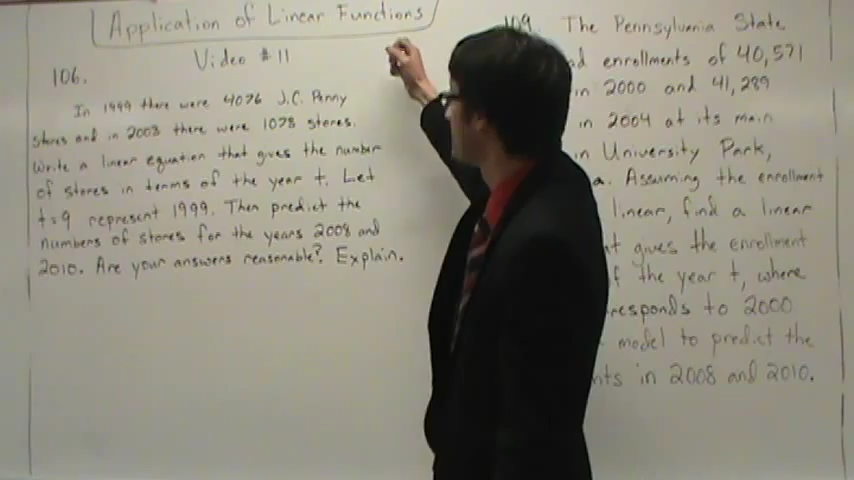 Application of Linear Functions
Video #11
106.
In 1999 there were 4076 J.C. Penny
stores and in 2003 there were 1078 stores.
Write a linear equation that gives the number
of stores in terms of the year t. Let
t=9 represent 1999. Then predict the
numbers of stores for the years 2008 and
2010. Are your answers reasonable? Explain.
109. The Pennsylvania State
enrollments of 40,571
in 2000 and 41,289
in 2004 at its main
in University Park,
a. Assuming the enrollment
linear, find a linear
gives the enrollment
the year t, where
2000
model to predict the
in 2008 and 2010.